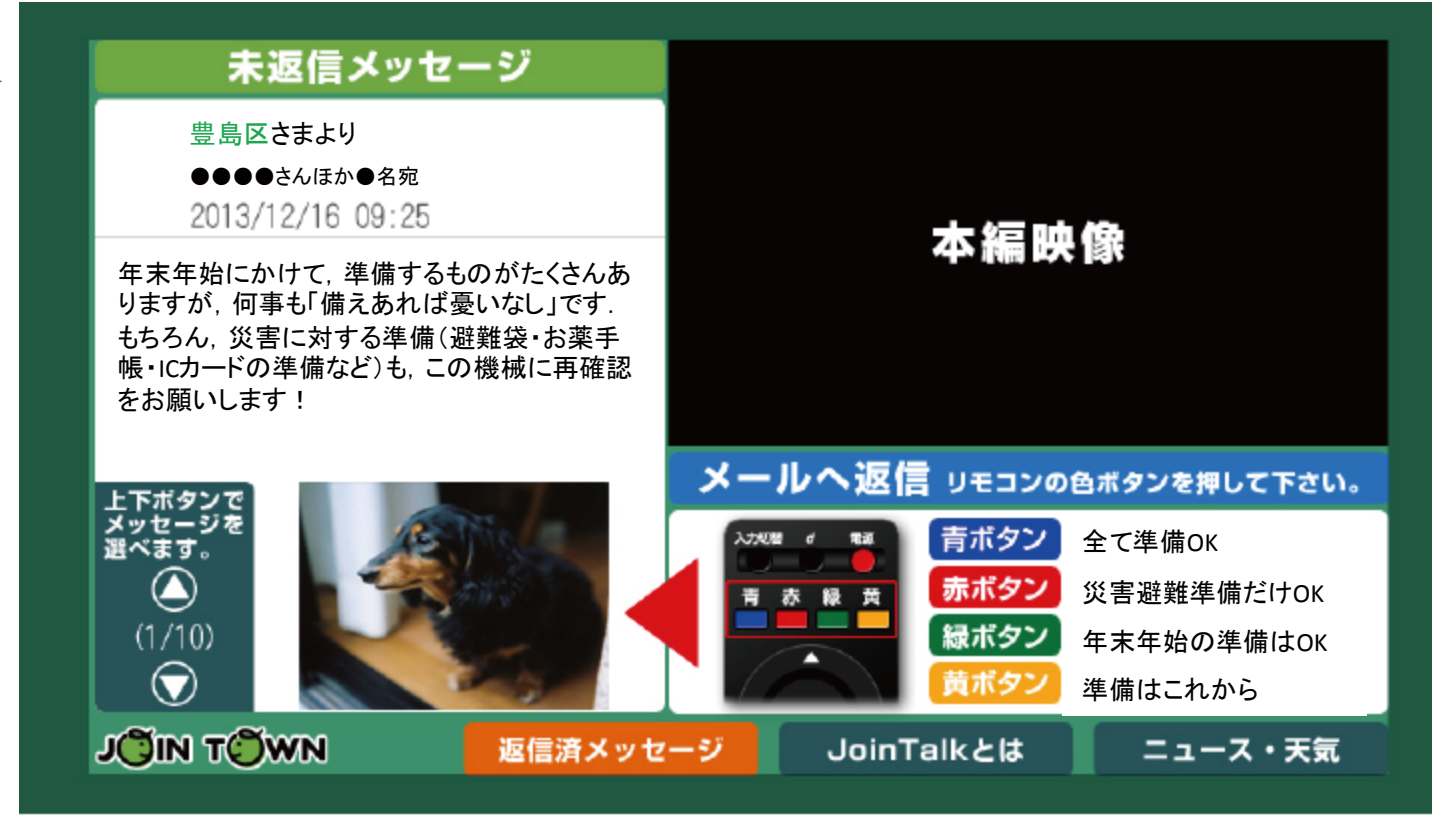 未返信メッセージ
豊島区さまより
●●●●さんほか●名宛
2013/12/16 09:25
年末年始にかけて，準備するものがたくさんあ
りますが，何事も「備えあれば憂いなし」です．
もちろん，災害に対する準備（避難袋・お薬手
帳・ICカードの準備など）も，この機械に再確認
をお願いします！
上下ボタンで
メッセージを
選べます。
(1/10)
本編映像
メールへ返信 リモコンの色ボタンを押して下さい。
入力切替 d 電源
青 赤 緑 黄
青ボタン 全て準備OK
赤ボタン 災害避難準備だけOK
緑ボタン 年末年始の準備はOK
黄ボタン 準備はこれから
JOIN TOWN
返信済メッセージ
JoinTalkとは
ニュース・天気